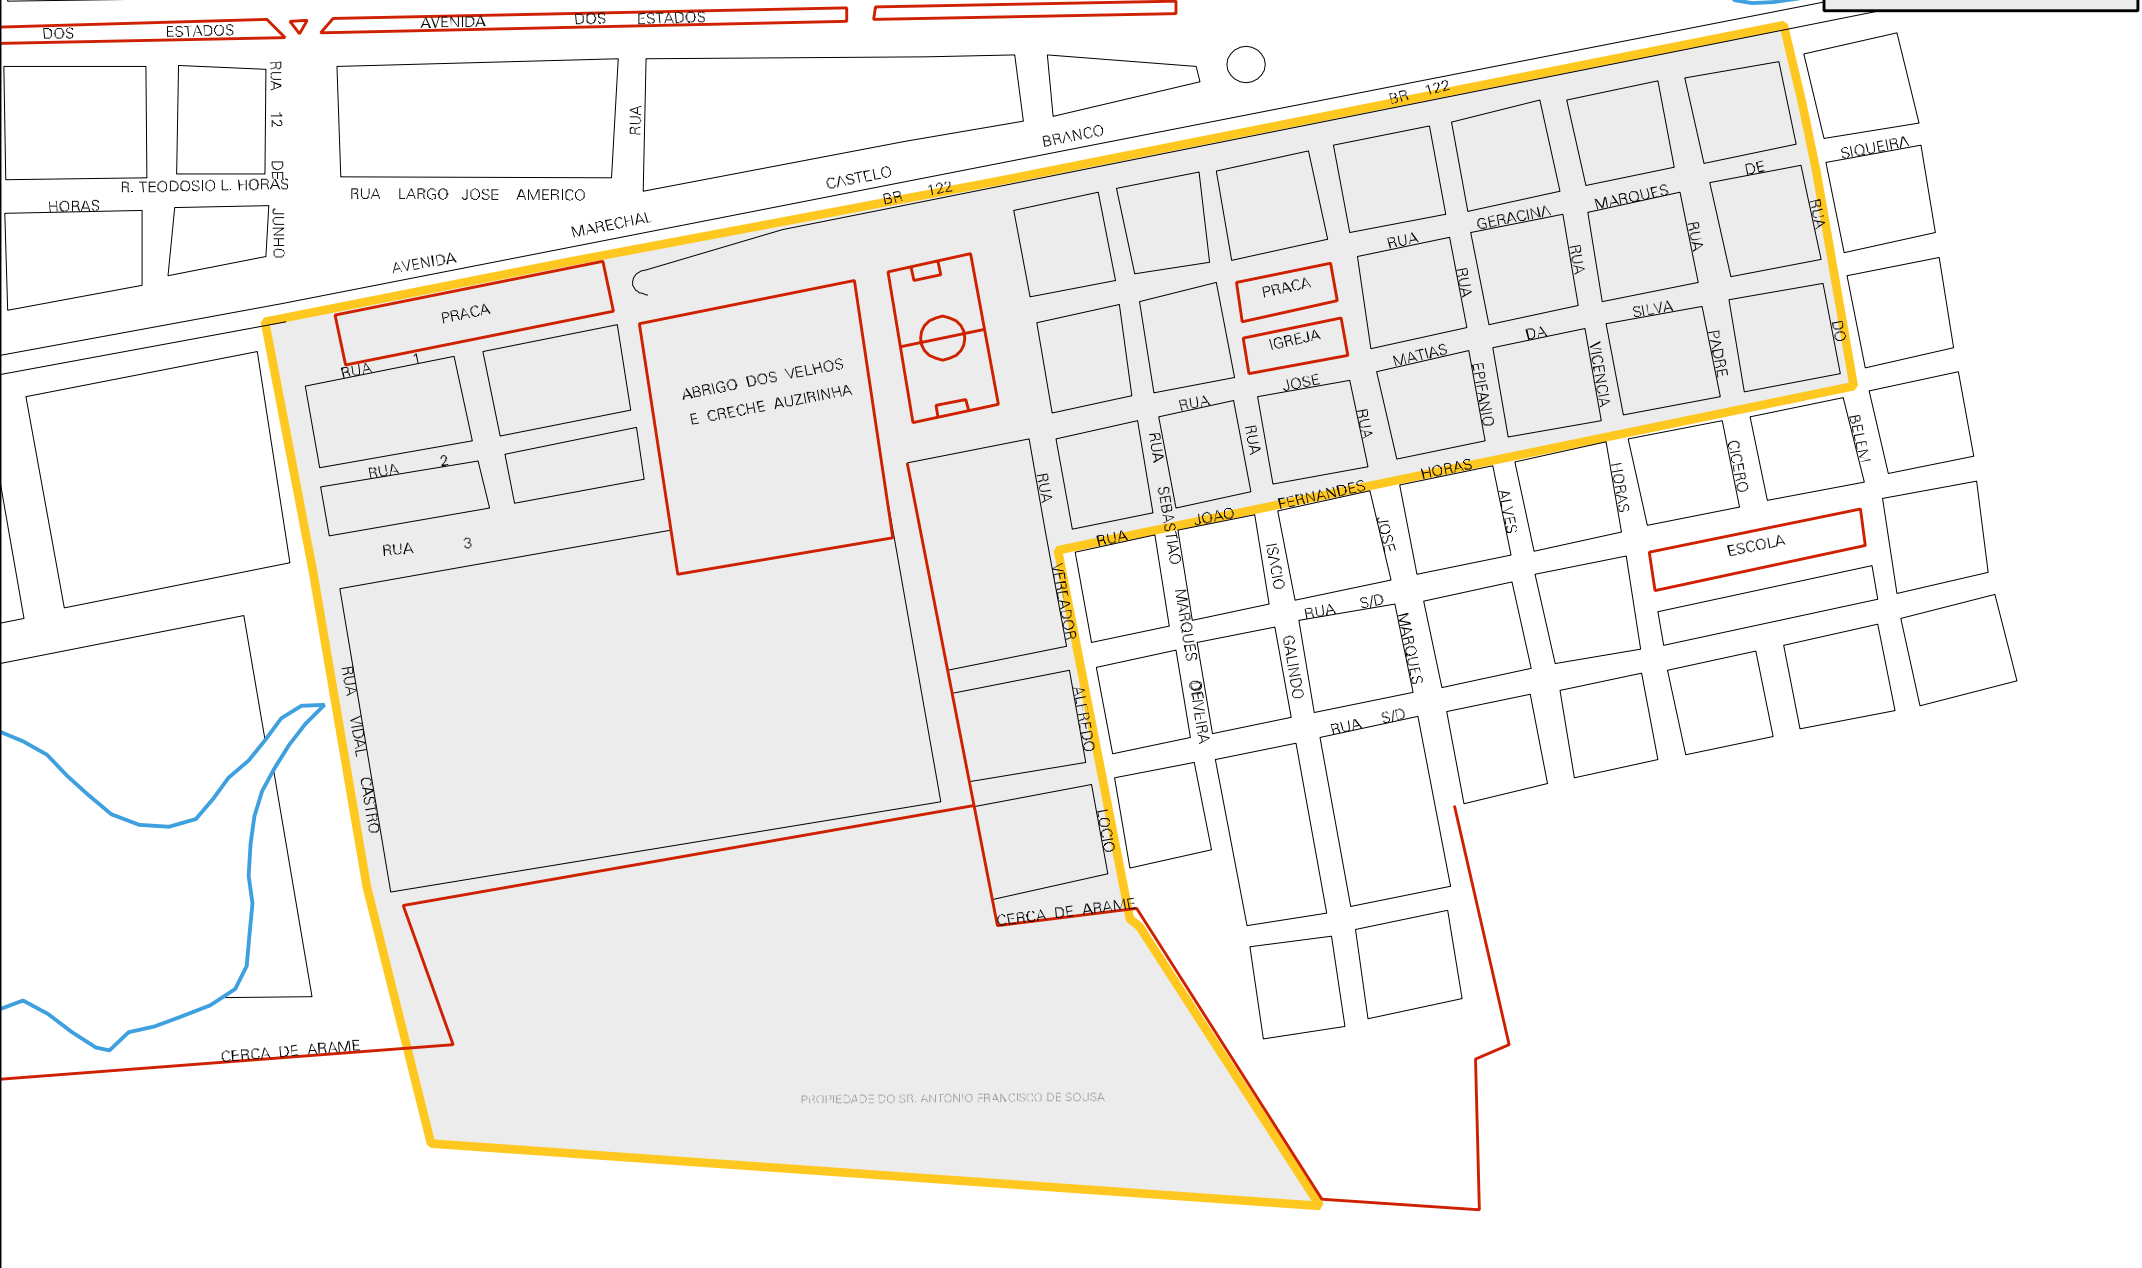 DOS ESTADOS
AVENIDA DOS ESTADOS
RUA 12 DE JUNHO
R. TEODOSIO L. HORAS
HORAS
RUA LARGO JOSE AMERICO
RUA
AVENIDA MARECHAL CASTELO BRANCO
BR 122
BR 122
PRACA
RUA 1
RUA 2
RUA 3
ABRIGO DOS VELHOS
E CRECHE AUZIRINHA
PRACA
IGREJA
RUA GERACINA MARQUES DE SIQUEIRA
RUA JOSE MATIAS DA SILVA
RUA JOAO FERNANDES HORAS
RUA VEREADOR ALFREDO LOCIO
RUA SEBASTIAO MARQUES OLIVEIRA
DE
RUA ISACIO GALINDO
RUA JOSE MARQUES
RUA EPIFANIO ALVES
RUA VICENCIA HORAS
RUA PADRE CICERO
RUA DO BELEM
ESCOLA
RUA S/D
RUA S/D
RUA VIDAL CASTRO
CERCA DE ARAME
CERCA DE ARAME
PROPIEDADE DO SR. ANTONIO FRANCISCO DE SOUSA